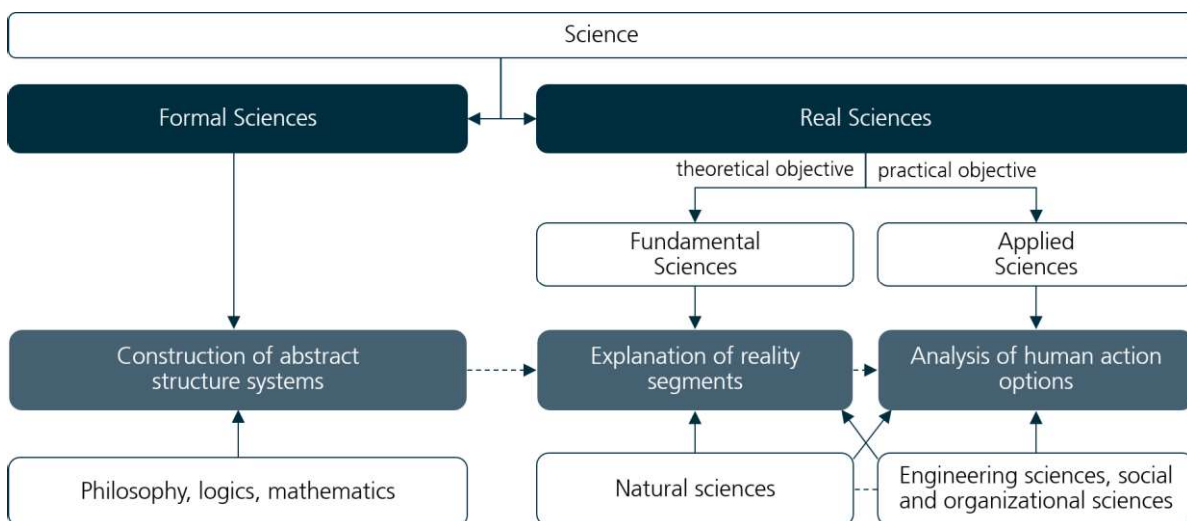 Science
Formal Sciences
Real Sciences
theoretical objective
practical objective
Fundamental
Sciences
Applied
Sciences
Construction of abstract
structure systems
Explanation of reality
segments
Analysis of human action
options
Philosophy, logics, mathematics
Natural sciences
Engineering sciences, social
and organizational sciences